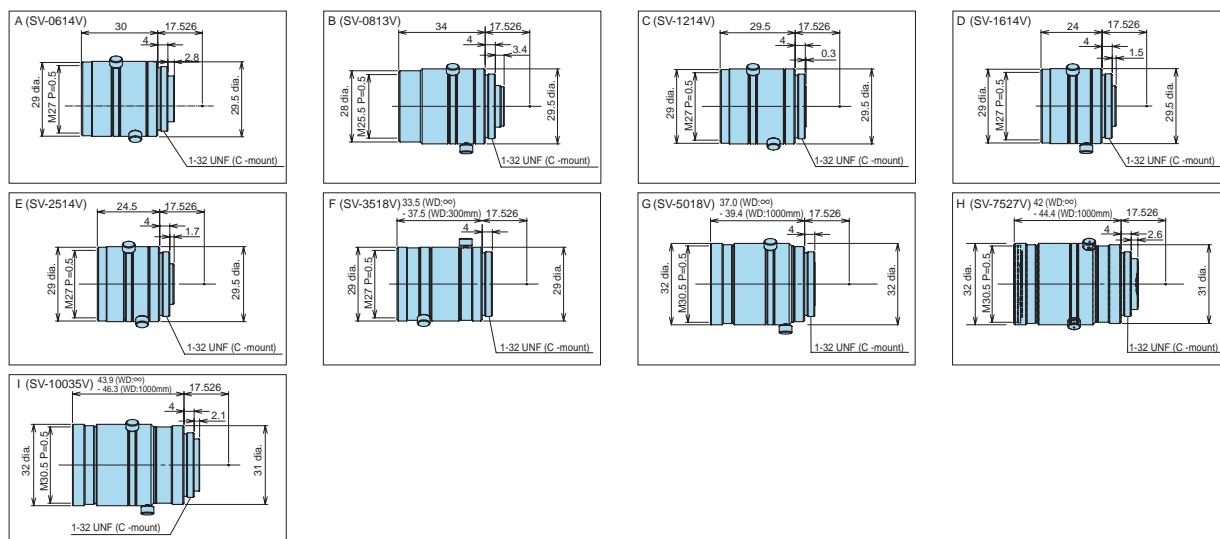 A (SV-0614V)
30
17.526
4
2.8
29 dia.
M27 P=0.5
29.5 dia.
1-32 UNF (C -mount)
B (SV-0813V)
34
17.526
4
3.4
28 dia.
M25.5 P=0.5
29.5 dia.
1-32 UNF (C -mount)
C (SV-1214V)
29.5
17.526
4
0.3
29 dia.
M27 P=0.5
29.5 dia.
1-32 UNF (C -mount)
D (SV-1614V)
24
17.526
4
1.5
29 dia.
M27 P=0.5
29.5 dia.
1-32 UNF (C -mount)
E (SV-2514V)
24.5
17.526
4
1.7
29 dia.
M27 P=0.5
29.5 dia.
1-32 UNF (C -mount)
F (SV-3518V)
33.5 (WD:∞)
- 37.5 (WD:300mm)
17.526
4
29 dia.
M27 P=0.5
29 dia.
1-32 UNF (C -mount)
G (SV-5018V)
37.0 (WD:∞)
- 39.4 (WD:1000mm)
17.526
4
32 dia.
M30.5 P=0.5
32 dia.
1-32 UNF (C -mount)
H (SV-7527V)
42 (WD:∞)
- 44.4 (WD:1000mm)
17.526
4
2.6
32 dia.
M30.5 P=0.5
31 dia.
1-32 UNF (C -mount)
I (SV-10035V)
43.9 (WD:∞)
- 46.3 (WD:1000mm)
17.526
4
2.1
32 dia.
M30.5 P=0.5
31 dia.
1-32 UNF (C -mount)